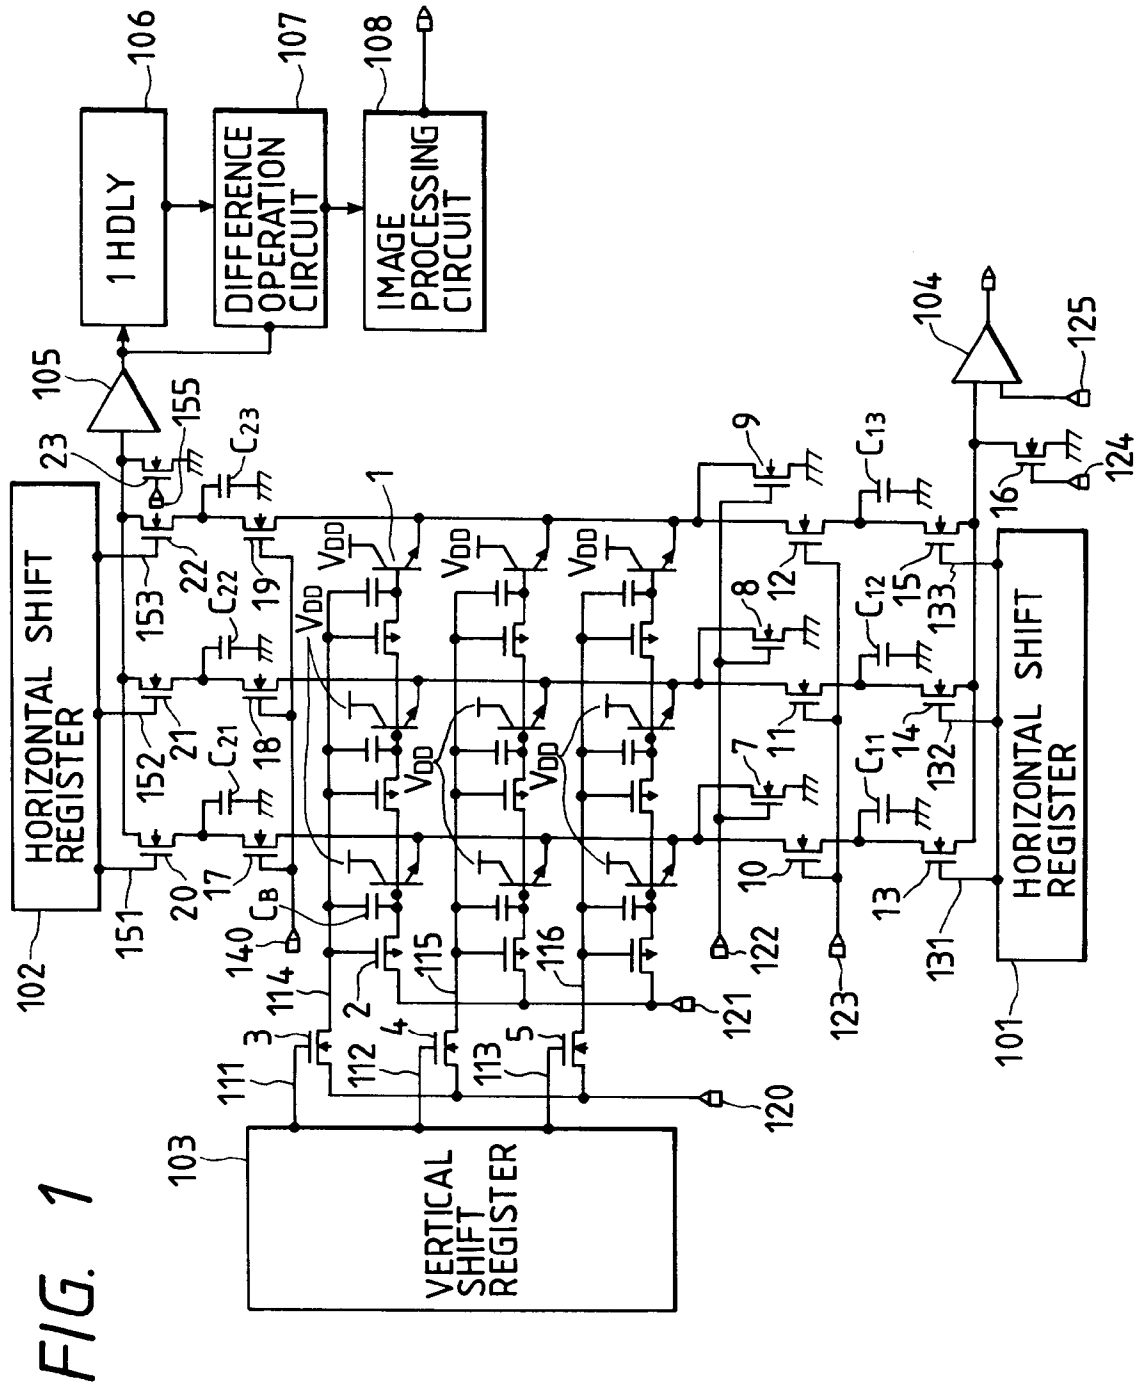 FIG. 1
103
VERTICAL
SHIFT
REGISTER
102
HORIZONTAL SHIFT
REGISTER
151
152
153
20
21
22
23
155
105
106
1 HDLY
107
DIFFERENCE
OPERATION
CIRCUIT
108
IMAGE
PROCESSING
CIRCUIT
17
C21
18
C22
19
C23
140
114
CB
VDD
VDD
1
111
3
2
115
VDD
VDD
112
4
116
VDD
VDD
113
5
121
120
122
7
8
9
123
10
11
12
C11
C12
C13
13
14
15
16
131
132
133
124
104
125
101
HORIZONTAL SHIFT
REGISTER